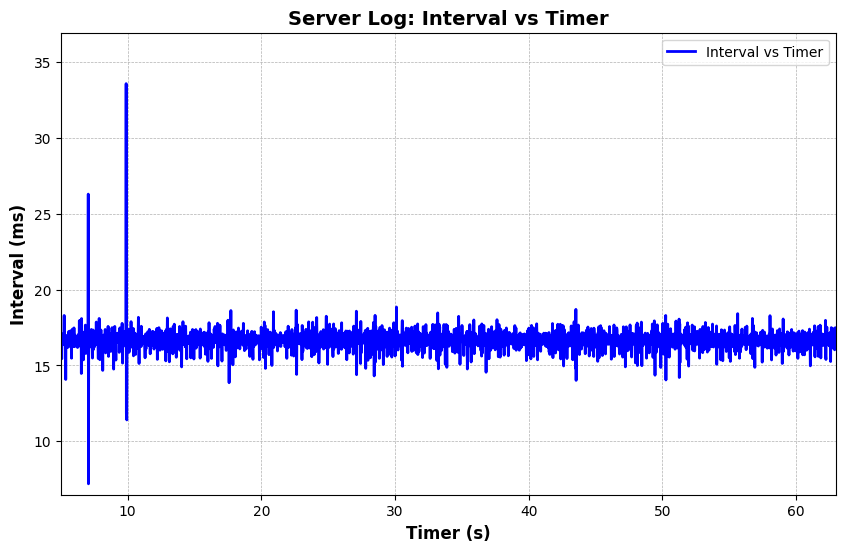 Server Log: Interval vs Timer
Interval vs Timer
35
30
25
20
15
10
Interval (ms)
10 20 30 40 50 60
Timer (s)